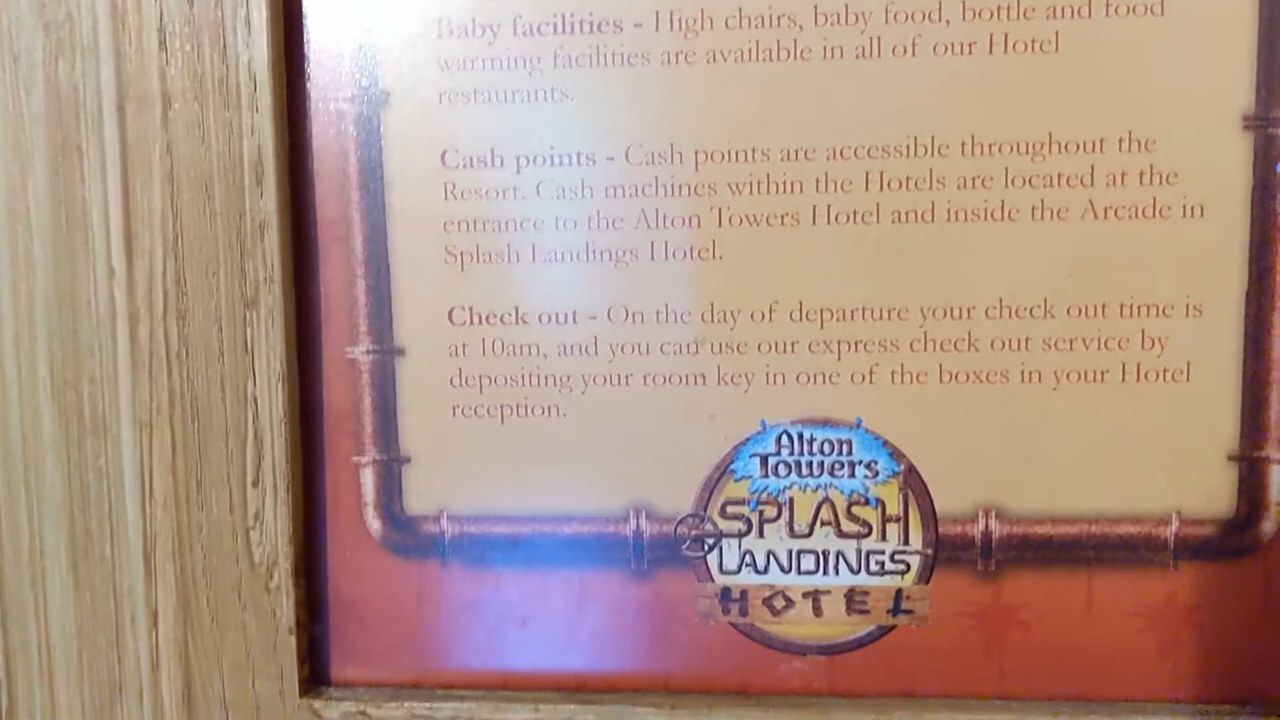 Baby facilities - High chairs, baby food, bottle and food
warming facilities are available in all of our Hotel
restaurants.
Cash points - Cash points are accessible throughout the
Resort. Cash machines within the Hotels are located at the
entrance to the Alton Towers Hotel and inside the Arcade in
Splash Landings Hotel.
Check out - On the day of departure your check out time is
at 10am, and you can use our express check out service by
depositing your room key in one of the boxes in your Hotel
reception.
Alton
Towers
SPLASH
LANDINGS
HOTEL